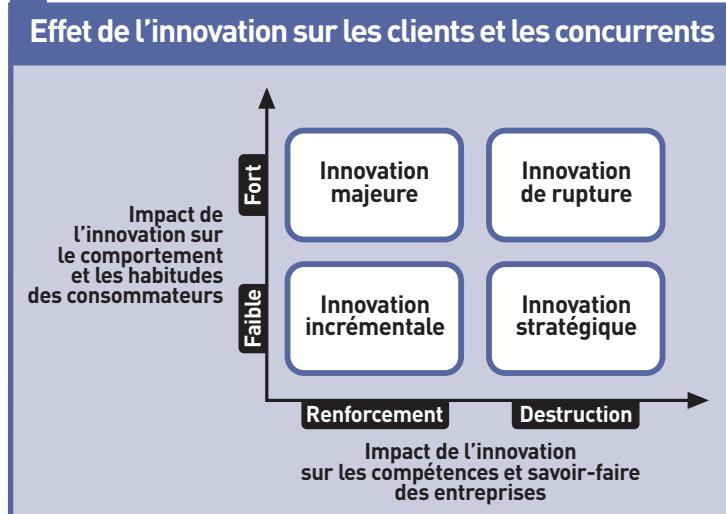 Effet de l'innovation sur les clients et les concurrents
Impact de
l'innovation sur
le comportement
et les habitudes
des consommateurs
Fort
Innovation
majeure
Innovation
de rupture
Faible
Innovation
incrémentale
Innovation
stratégique
Renforcement
Destruction
Impact de l'innovation
sur les compétences et savoir-faire
des entreprises